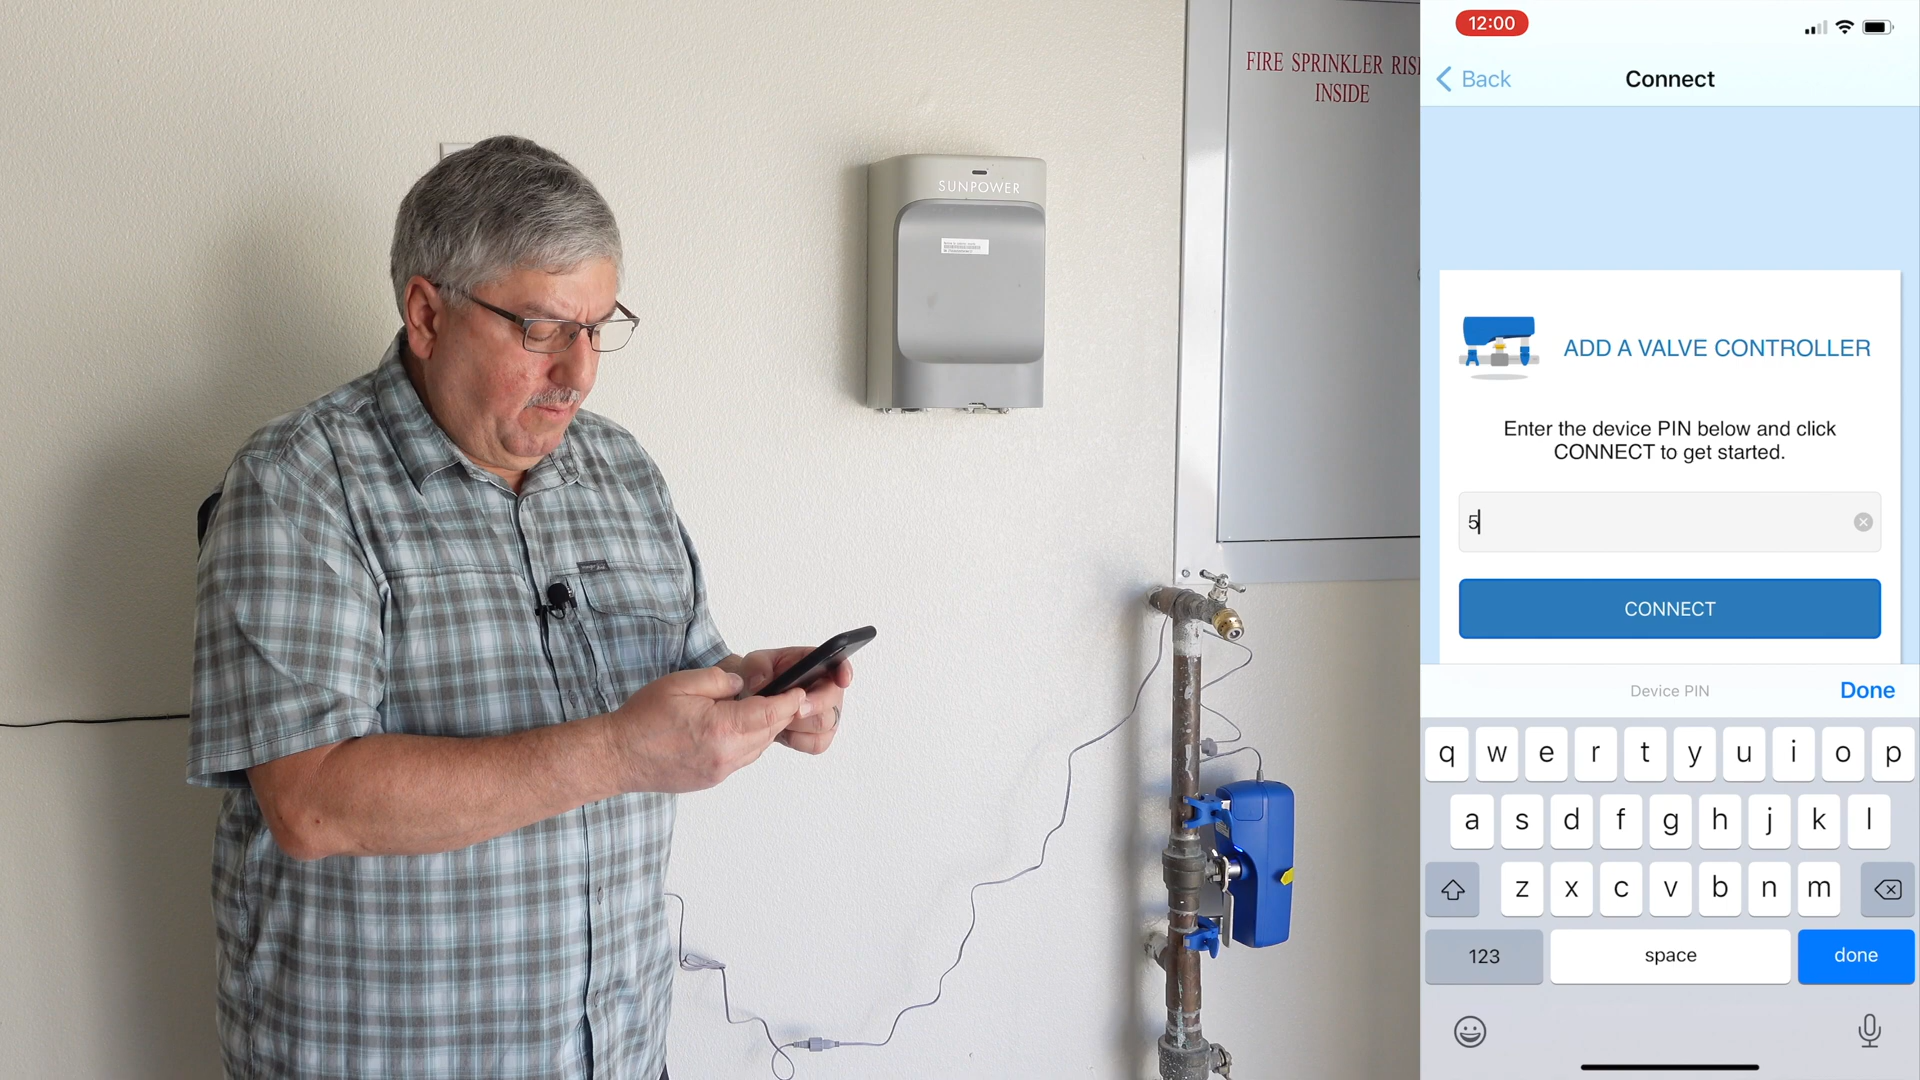 SUNPOWER
FIRE SPRINKLER RIS
INSIDE
12:00
Back
Connect
ADD A VALVE CONTROLLER
Enter the device PIN below and click
CONNECT to get started.
5
CONNECT
Device PIN
Done
q w e r t y u i o p
a s d f g h j k l
z x c v b n m
123
space
done